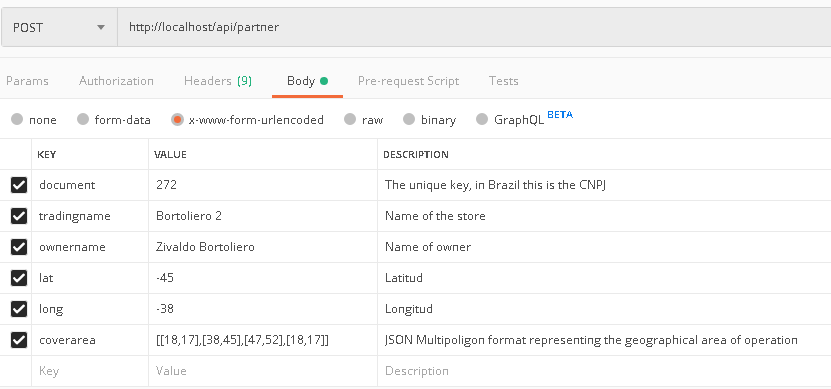 POST http://localhost/api/partner
Params Authorization Headers (9) Body Pre-request Script Tests
none form-data x-www-form-urlencoded raw binary GraphQL BETA
KEY VALUE DESCRIPTION
document 272 The unique key, in Brazil this is the CNPJ
tradingname Bortoliero 2 Name of the store
ownername Zivaldo Bortoliero Name of owner
lat -45 Latitud
long -38 Longitud
coverarea [[18,17],[38,45],[47,52],[18,17]] JSON Multipoligon format representing the geographical area of operation
Key Value Description